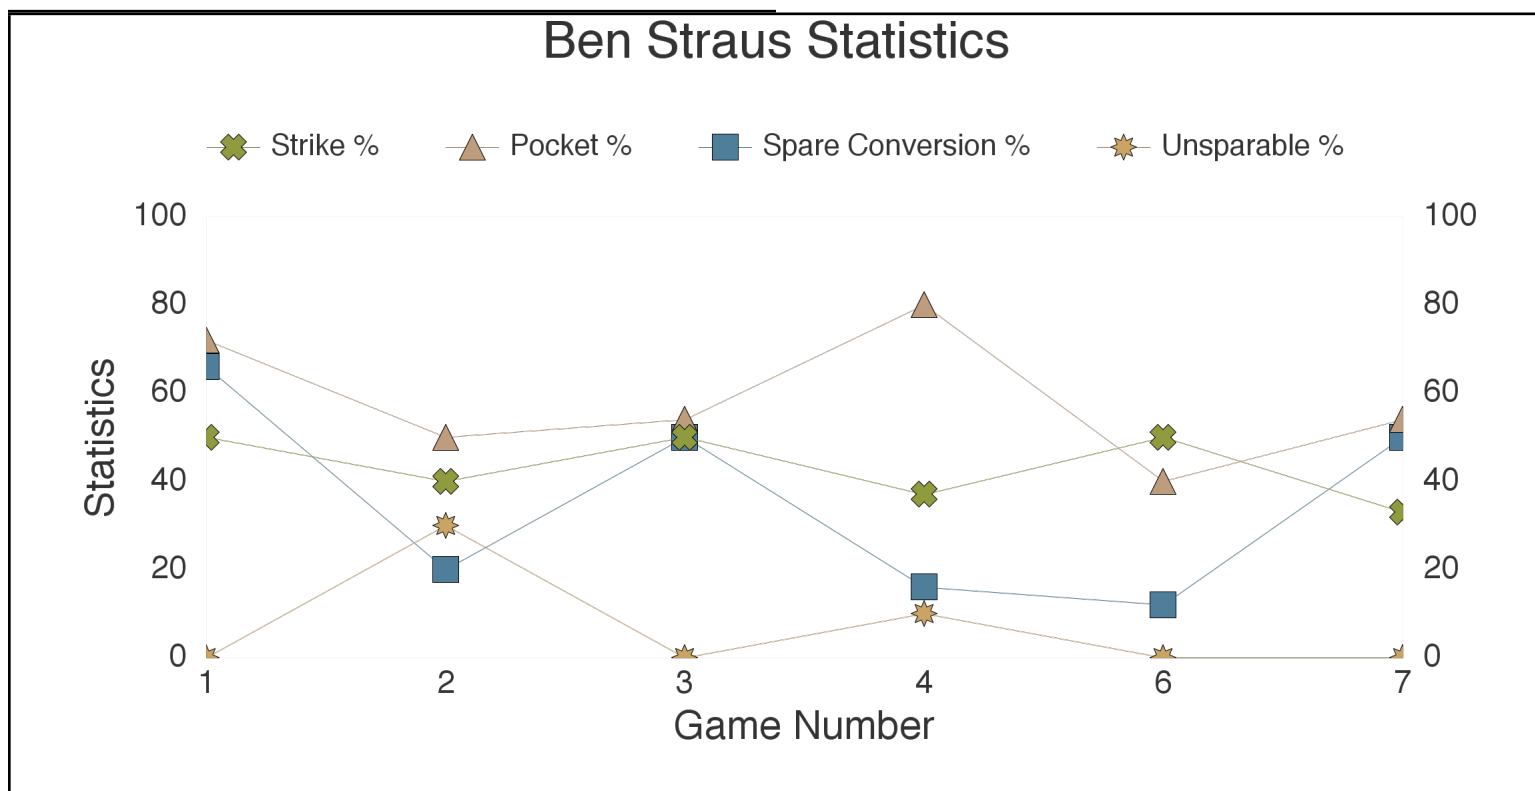 Ben Straus Statistics
Strike % Pocket % Spare Conversion % Unsparable %
100 100
80 80
60 60
Statistics
40 40
20 20
0 0
1 2 3 4 6 7
Game Number